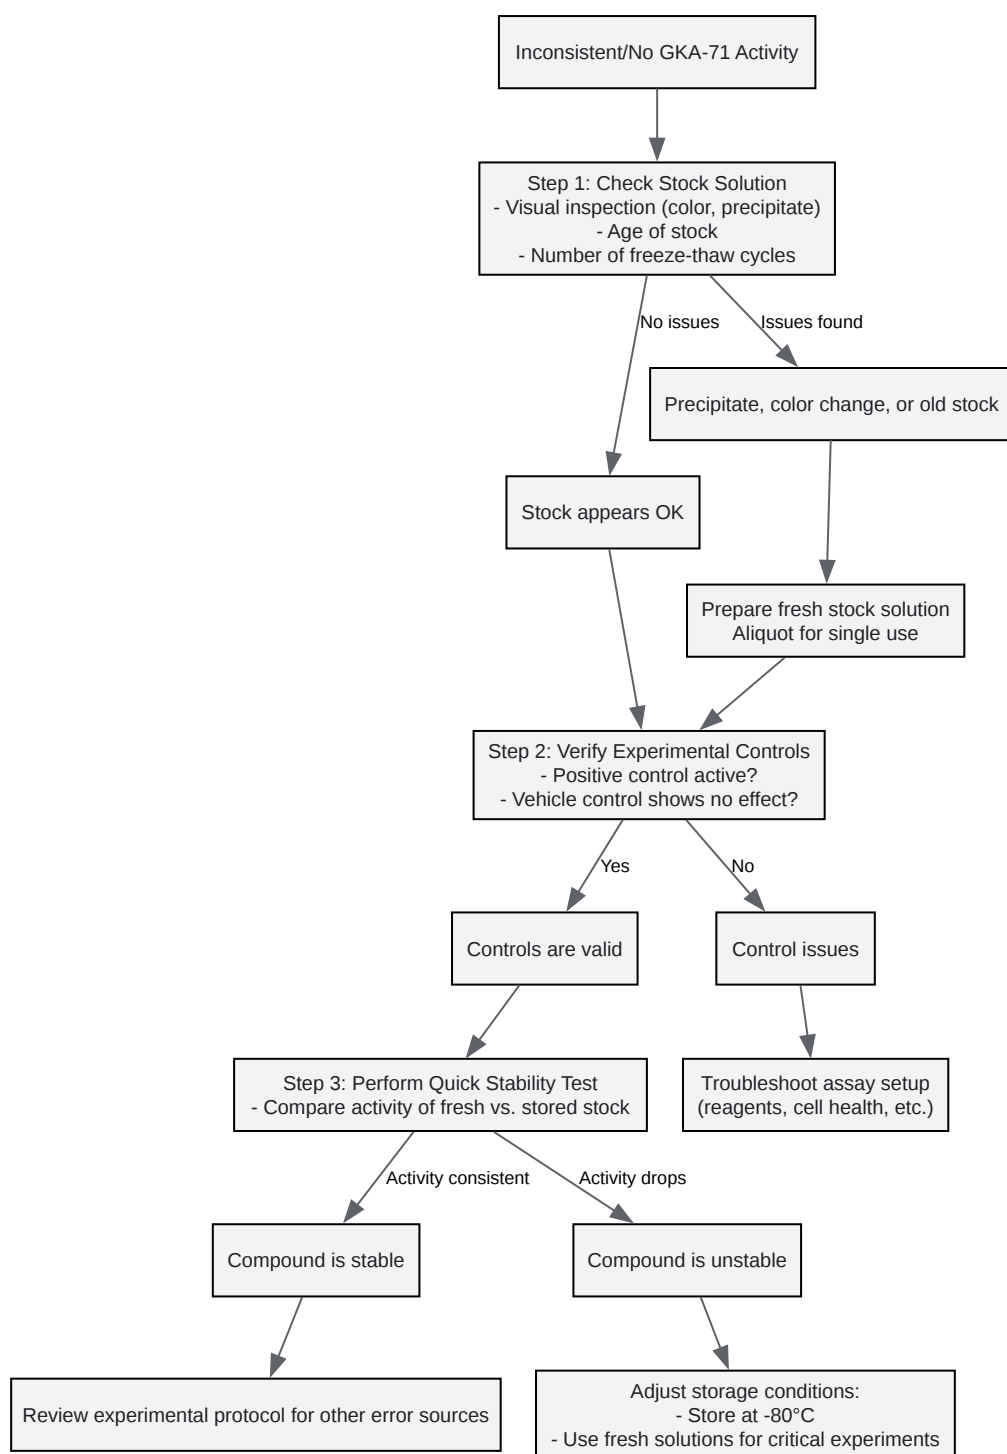 Inconsistent/No GKA-71 Activity
Step 1: Check Stock Solution
- Visual inspection (color, precipitate)
- Age of stock
- Number of freeze-thaw cycles
No issues
Issues found
Precipitate, color change, or old stock
Stock appears OK
Prepare fresh stock solution
Aliquot for single use
Step 2: Verify Experimental Controls
- Positive control active?
- Vehicle control shows no effect?
Yes
No
Controls are valid
Control issues
Step 3: Perform Quick Stability Test
- Compare activity of fresh vs. stored stock
Troubleshoot assay setup
(reagents, cell health, etc.)
Activity consistent
Activity drops
Compound is stable
Compound is unstable
Review experimental protocol for other error sources
Adjust storage conditions:
- Store at -80°C
- Use fresh solutions for critical experiments